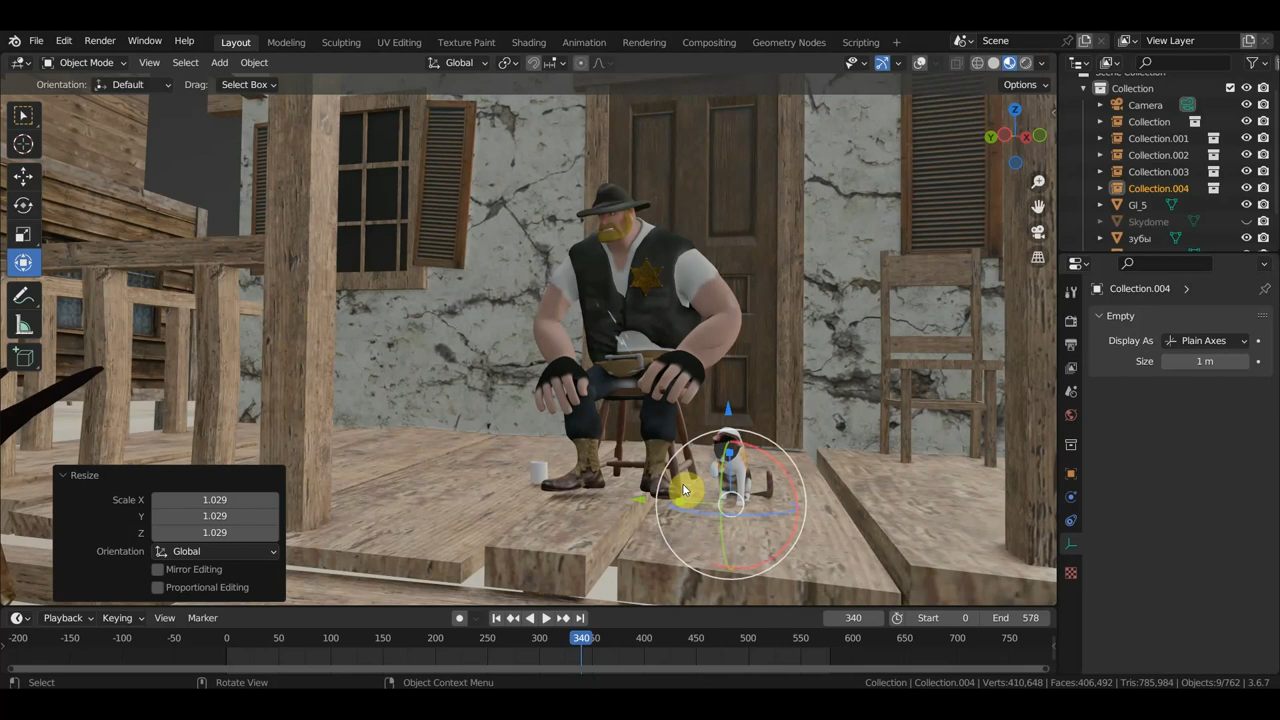 File Edit Render Window Help Layout Modeling Sculpting UV Editing Texture Paint Shading Animation Rendering Compositing Geometry Nodes Scripting + Scene View Layer
Object Mode View Select Add Object Global
Orientation: Default Drag: Select Box Options
Collection
Camera
Collection
Collection.001
Collection.002
Collection.003
Collection.004
GI_5
Skydome
зубы
Z
Y X
Collection.004
Empty
Display As Plain Axes
Size 1 m
Resize
Scale X 1.029
Y 1.029
Z 1.029
Orientation Global
Mirror Editing
Proportional Editing
Playback Keying View Marker 340 Start 0 End 578
-200 -150 -100 -50 0 50 100 150 200 250 300 340 400 450 500 550 600 650 700 750
Select Rotate View Object Context Menu Collection | Collection.004 | Verts:410,648 | Faces:406,492 | Tris:785,984 | Objects:9/762 | 3.6.7